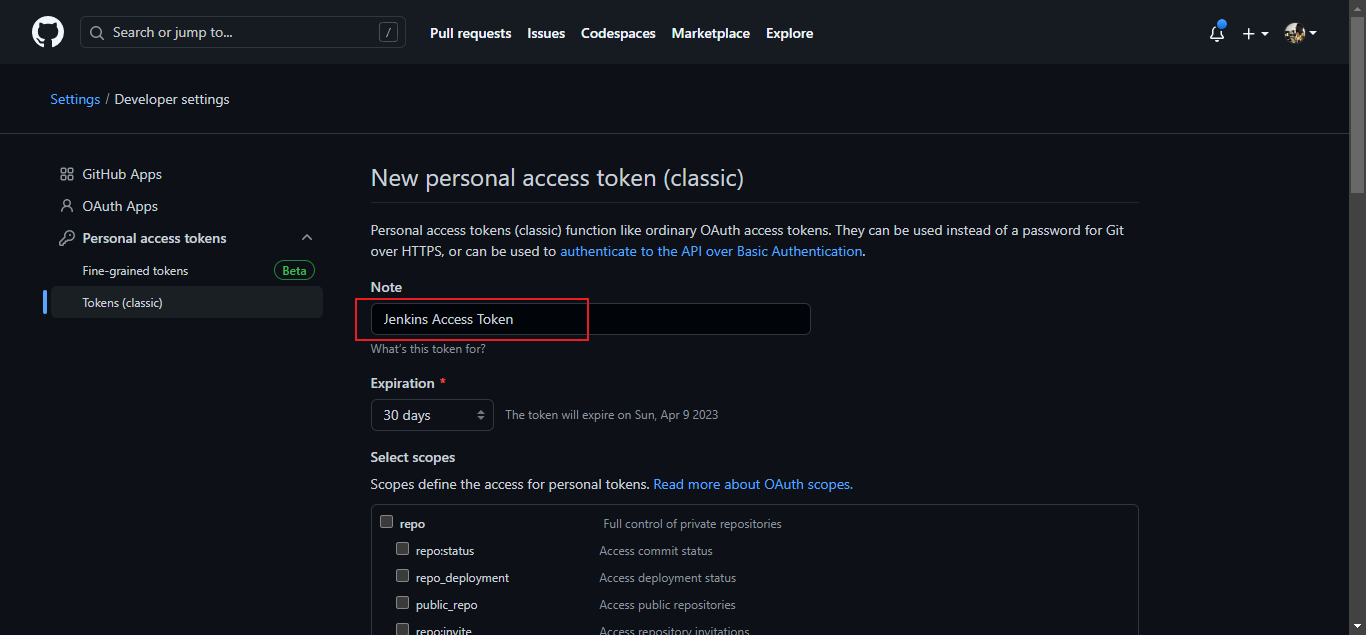 Search or jump to... /
Pull requests Issues Codespaces Marketplace Explore
Settings / Developer settings
GitHub Apps
OAuth Apps
Personal access tokens
Fine-grained tokens Beta
Tokens (classic)
New personal access token (classic)
Personal access tokens (classic) function like ordinary OAuth access tokens. They can be used instead of a password for Git
over HTTPS, or can be used to authenticate to the API over Basic Authentication.
Note
Jenkins Access Token
What's this token for?
Expiration *
30 days The token will expire on Sun, Apr 9 2023
Select scopes
Scopes define the access for personal tokens. Read more about OAuth scopes.
repo Full control of private repositories
repo:status Access commit status
repo_deployment Access deployment status
public_repo Access public repositories
repo:invite Access repository invitations